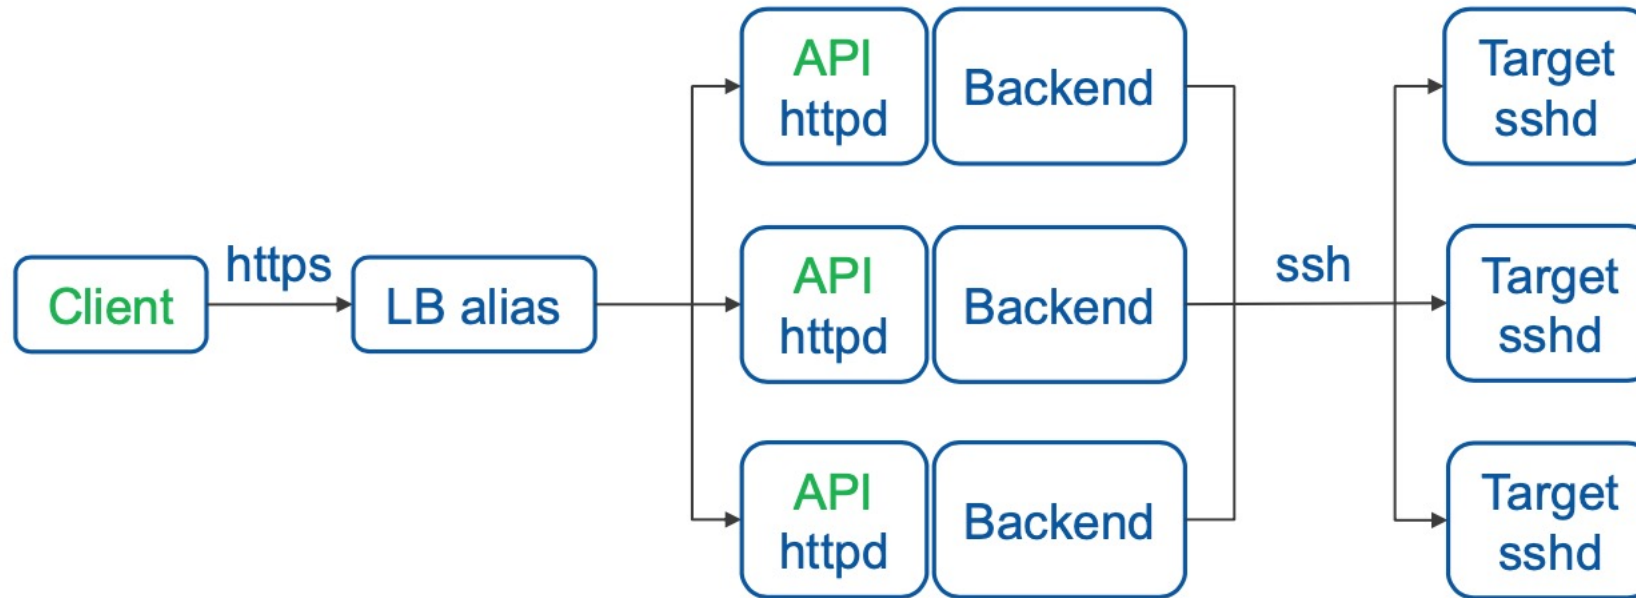 Client
https
LB alias
API
httpd
Backend
API
httpd
Backend
API
httpd
Backend
ssh
Target
sshd
Target
sshd
Target
sshd